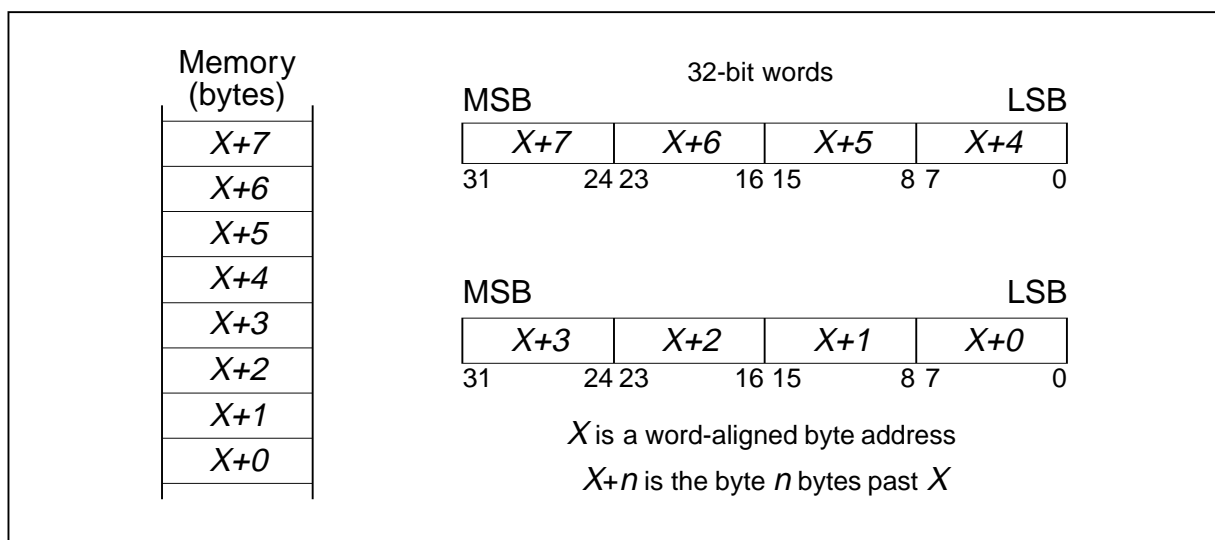 Memory
(bytes)
X+7
X+6
X+5
X+4
X+3
X+2
X+1
X+0
32-bit words
MSB LSB
X+7 X+6 X+5 X+4
31 24 23 16 15 8 7 0
MSB LSB
X+3 X+2 X+1 X+0
31 24 23 16 15 8 7 0
X is a word-aligned byte address
X+n is the byte n bytes past X